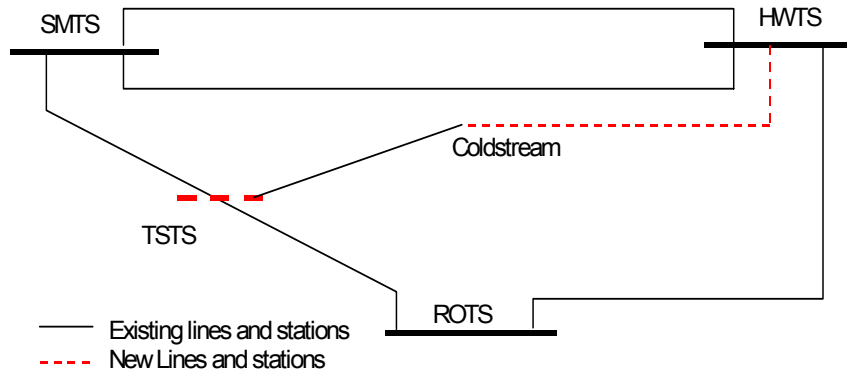 SMTS
HWTS
Coldstream
TSTS
ROTS
Existing lines and stations
New Lines and stations